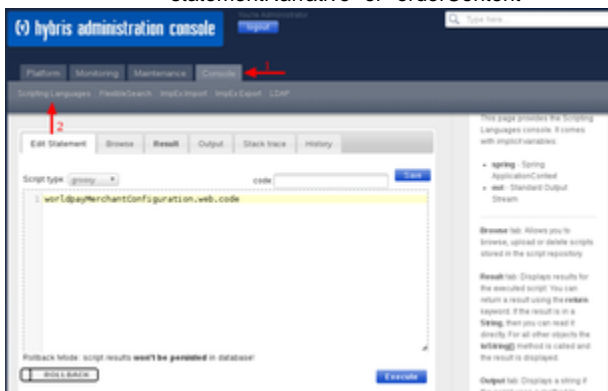 statementNarrative or orderContent
hybris administration console
You're Administrator
logout
Type here...
Platform Monitoring Maintenance Console
1
Scripting Languages FlexibleSearch ImpEx Import ImpEx Export LDAP
2
Edit Statement Browse Result Output Stack trace History
Script type: groovy code: Save
1 worldpayMerchantConfiguration.web.code
Rollback Mode: script results won't be persisted in database!
ROLLBACK
Execute
This page provides the Scripting
Languages console. It comes
with implicit variables:
spring - Spring
ApplicationContext
out - Standard Output
Stream
Browse tab: Allows you to
browse, upload or delete scripts
stored in the script repository.
Result tab: Displays results for
the executed script. You can
return a result using the return
keyword. If the result is in a
String, then you can read it
directly. For all other objects the
toString() method is called and
the result is displayed.
Output tab: Displays a string if